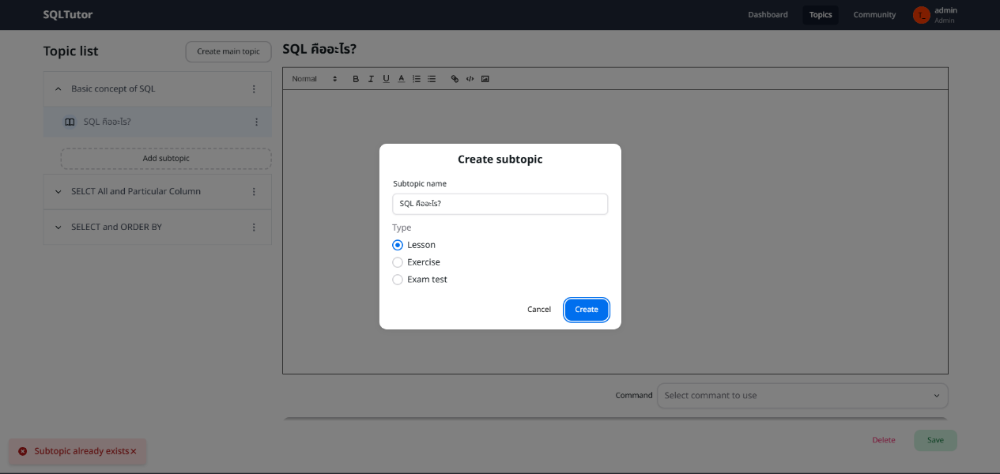 SQLTutor
Dashboard
Topics
Community
T_
admin
Admin
Topic list
Create main topic
Basic concept of SQL
SQL คืออะไร?
Add subtopic
SELCT All and Particular Column
SELECT and ORDER BY
SQL คืออะไร?
Normal
Create subtopic
Subtopic name
SQL คืออะไร?
Type
Lesson
Exercise
Exam test
Cancel
Create
Command
Select commant to use
Delete
Save
Subtopic already exists